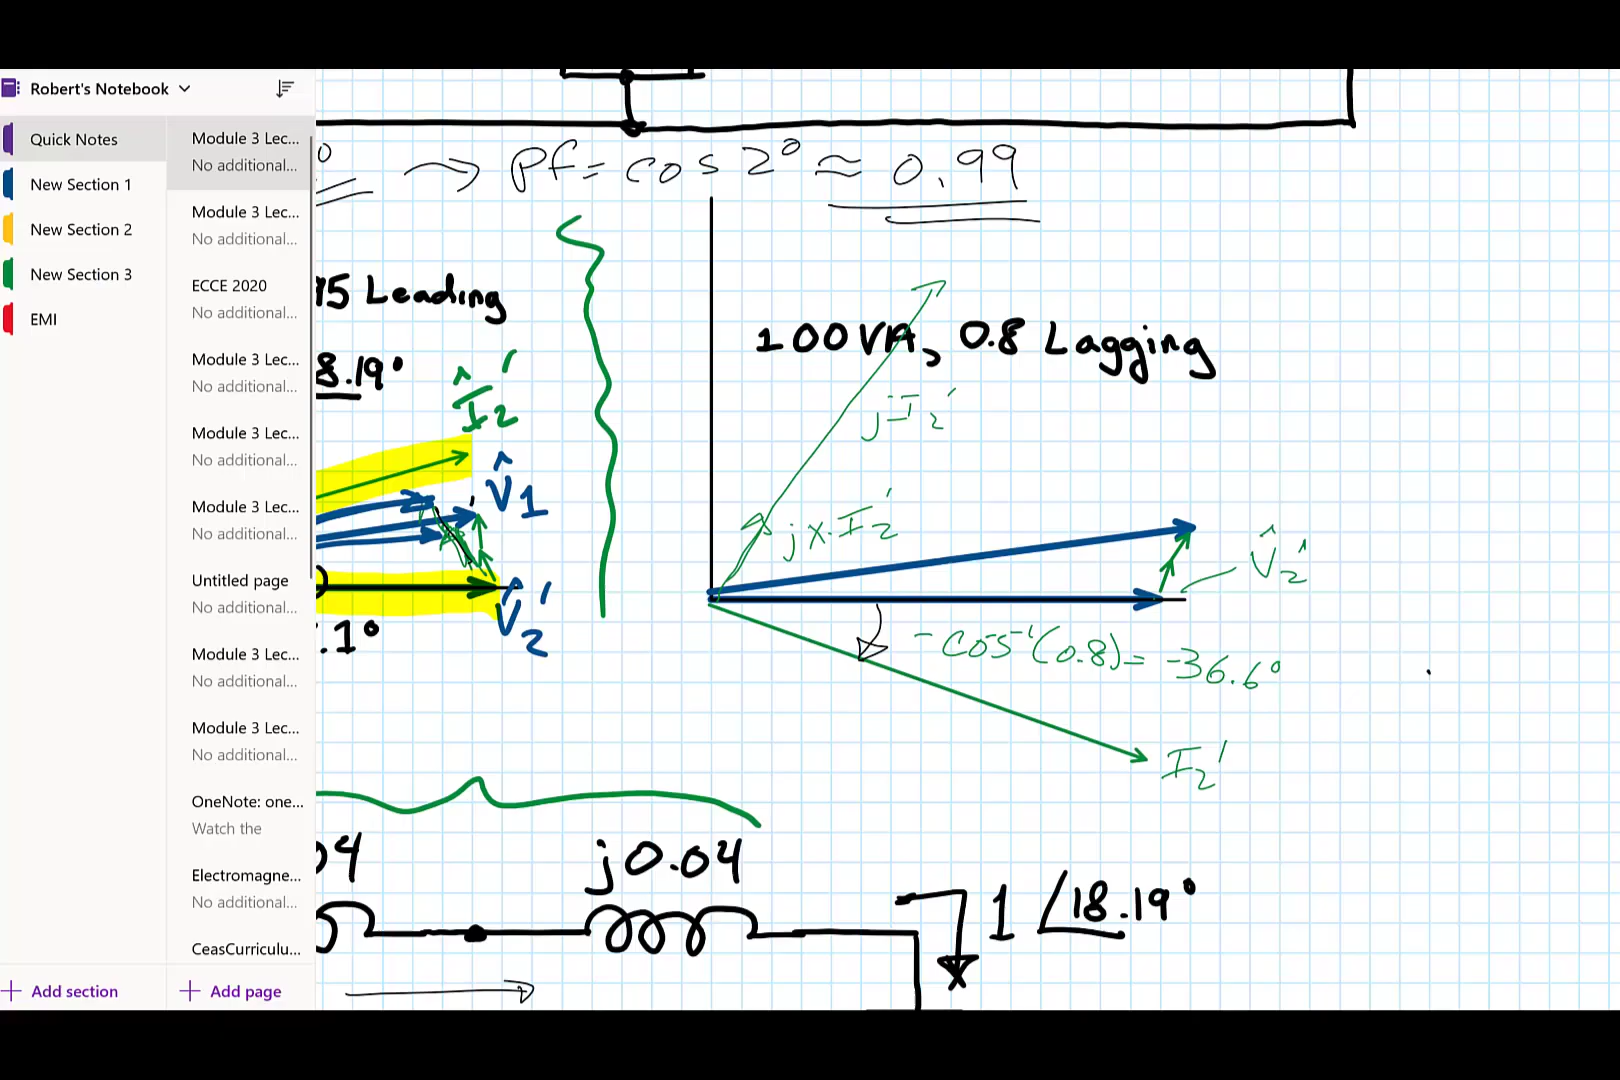 Robert's Notebook
Quick Notes
New Section 1
New Section 2
New Section 3
EMI
Add section
Module 3 Lec...
No additional...
Module 3 Lec...
No additional...
ECCE 2020
No additional...
Module 3 Lec...
No additional...
Module 3 Lec...
No additional...
Module 3 Lec...
No additional...
Untitled page
No additional...
Module 3 Lec...
No additional...
Module 3 Lec...
No additional...
OneNote: one...
Watch the
Electromagne...
No additional...
CeasCurriculu...
Add page
° → Pf = cos 2° ≈ 0.99
5 Leading
8.19°
Î2'
V̂1
V̂2'
.1°
100 VA, 0.8 Lagging
jI2'
jx·I2'
V̂2'
-cos⁻¹(0.8) = -36.6°
I2'
04
j0.04
1 /18.19°